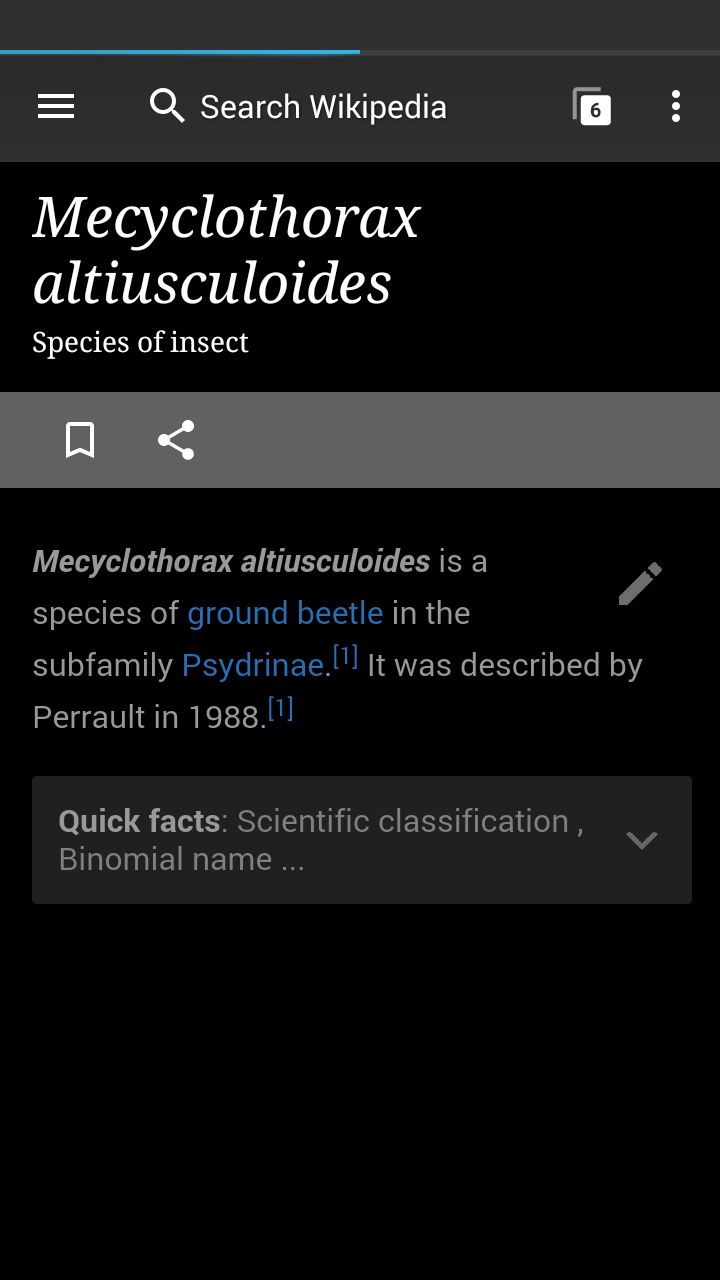 Search Wikipedia
6
Mecyclothorax
altiusculoides
Species of insect
Mecyclothorax altiusculoides is a
species of ground beetle in the
subfamily Psydrinae.[1] It was described by
Perrault in 1988.[1]
Quick facts: Scientific classification ,
Binomial name ...